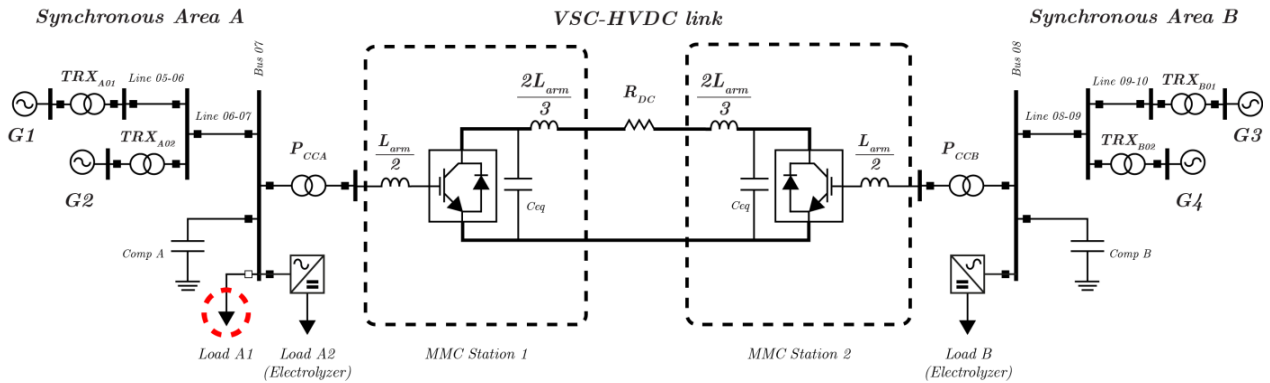 Synchronous Area A
VSC-HVDC link
Synchronous Area B
Bus 07
Bus 08
TRX_A01
Line 05-06
G1
TRX_A02
G2
Line 06-07
P_CCA
L_arm
2
2L_arm
3
R_DC
2L_arm
3
L_arm
2
P_CCB
Line 09-10
TRX_B01
Line 08-09
G3
TRX_B02
G4
Ceq
Ceq
Comp A
Comp B
Load A1
Load A2
(Electrolyzer)
MMC Station 1
MMC Station 2
Load B
(Electrolyzer)